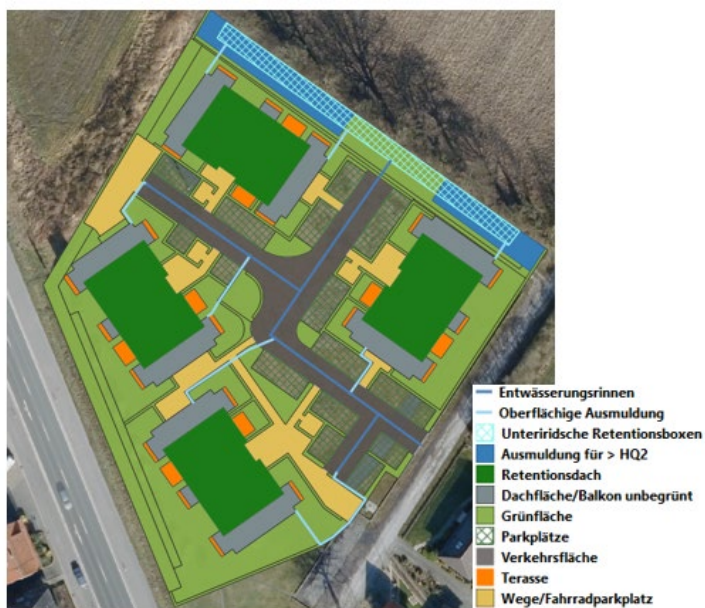 Entwässerungsrinnen
Oberflächige Ausmuldung
Unteriridsche Retentionsboxen
Ausmuldung für > HQ2
Retentionsdach
Dachfläche/Balkon unbegrünt
Grünfläche
Parkplätze
Verkehrsfläche
Terasse
Wege/Fahrradparkplatz